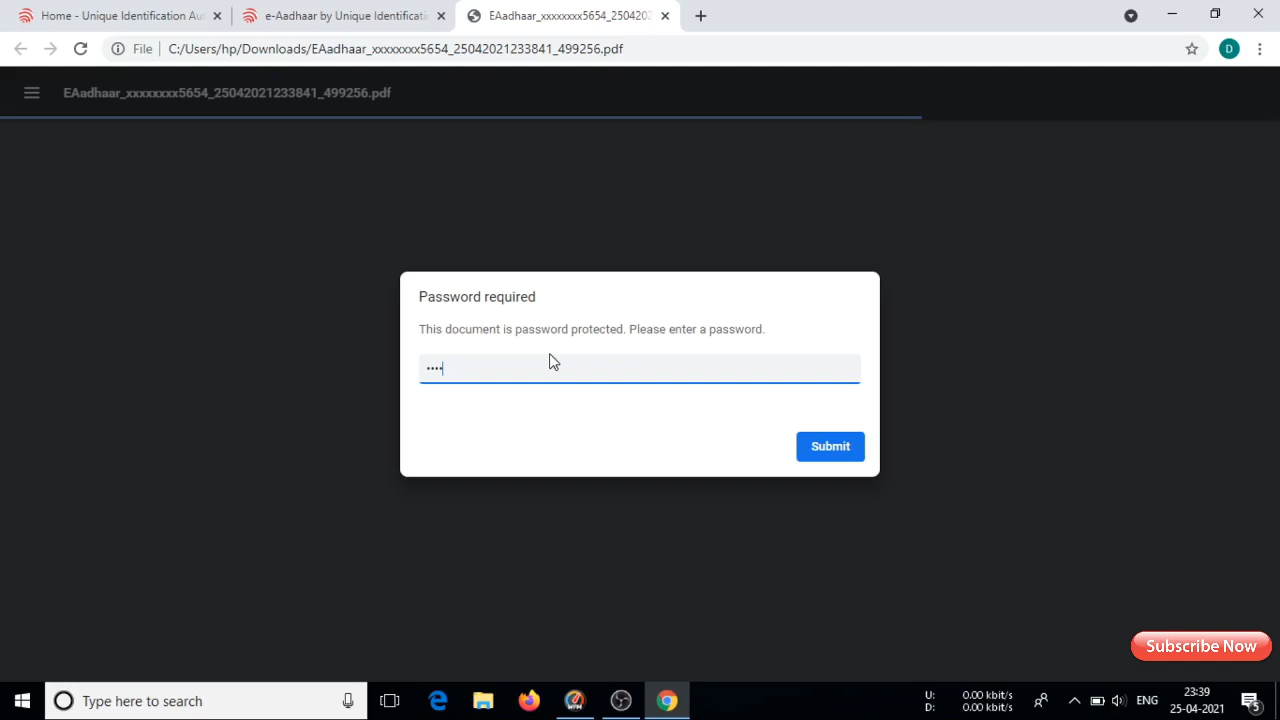 Home - Unique Identification Au
e-Aadhaar by Unique Identificati
EAadhaar_xxxxxxxx5654_250420
File
C:/Users/hp/Downloads/EAadhaar_xxxxxxxx5654_25042021233841_499256.pdf
D
EAadhaar_xxxxxxxx5654_25042021233841_499256.pdf
Password required
This document is password protected. Please enter a password.
••••
Submit
Subscribe Now
Type here to search
U: 0.00 kbit/s
D: 0.00 kbit/s
ENG
23:39
25-04-2021
5